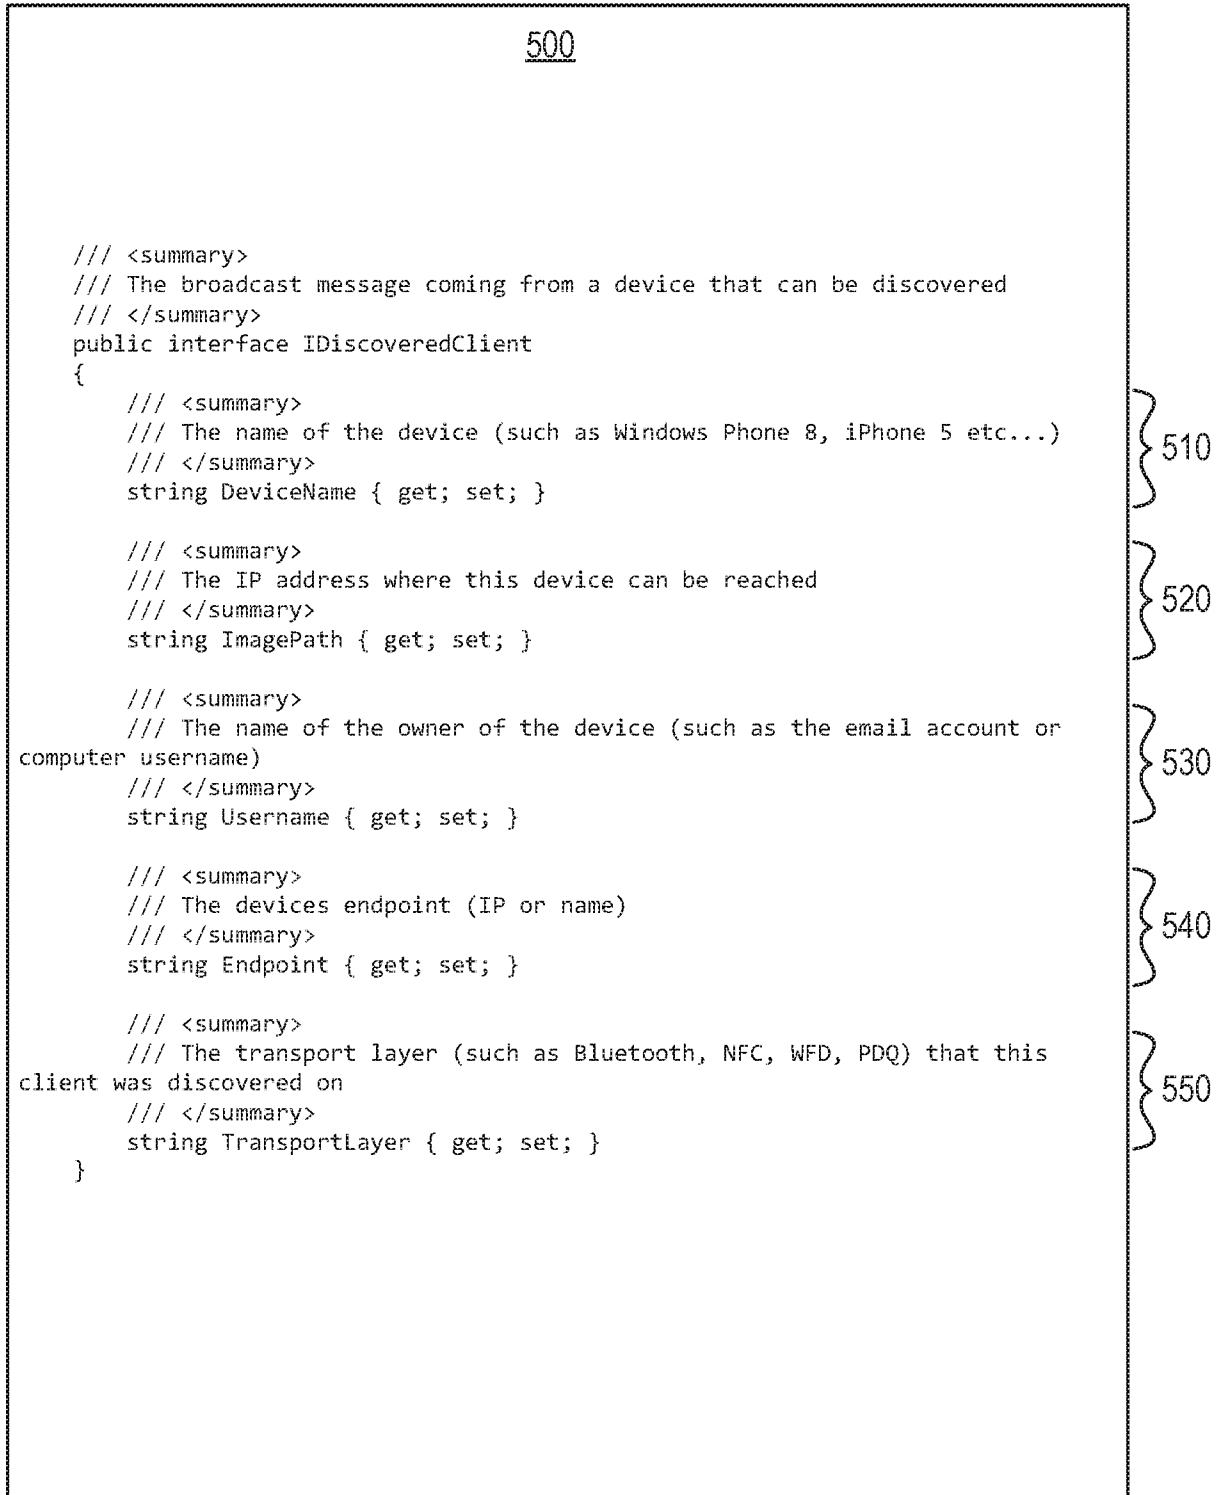 500
/// <summary>
/// The broadcast message coming from a device that can be discovered
/// </summary>
public interface IDiscoveredClient
{
/// <summary>
/// The name of the device (such as Windows Phone 8, iPhone 5 etc...)
/// </summary>
string DeviceName { get; set; }
510
/// <summary>
/// The IP address where this device can be reached
/// </summary>
string ImagePath { get; set; }
520
/// <summary>
/// The name of the owner of the device (such as the email account or
computer username)
/// </summary>
string Username { get; set; }
530
/// <summary>
/// The devices endpoint (IP or name)
/// </summary>
string Endpoint { get; set; }
540
/// <summary>
/// The transport layer (such as Bluetooth, NFC, WFD, PDQ) that this
client was discovered on
/// </summary>
string TransportLayer { get; set; }
550
}